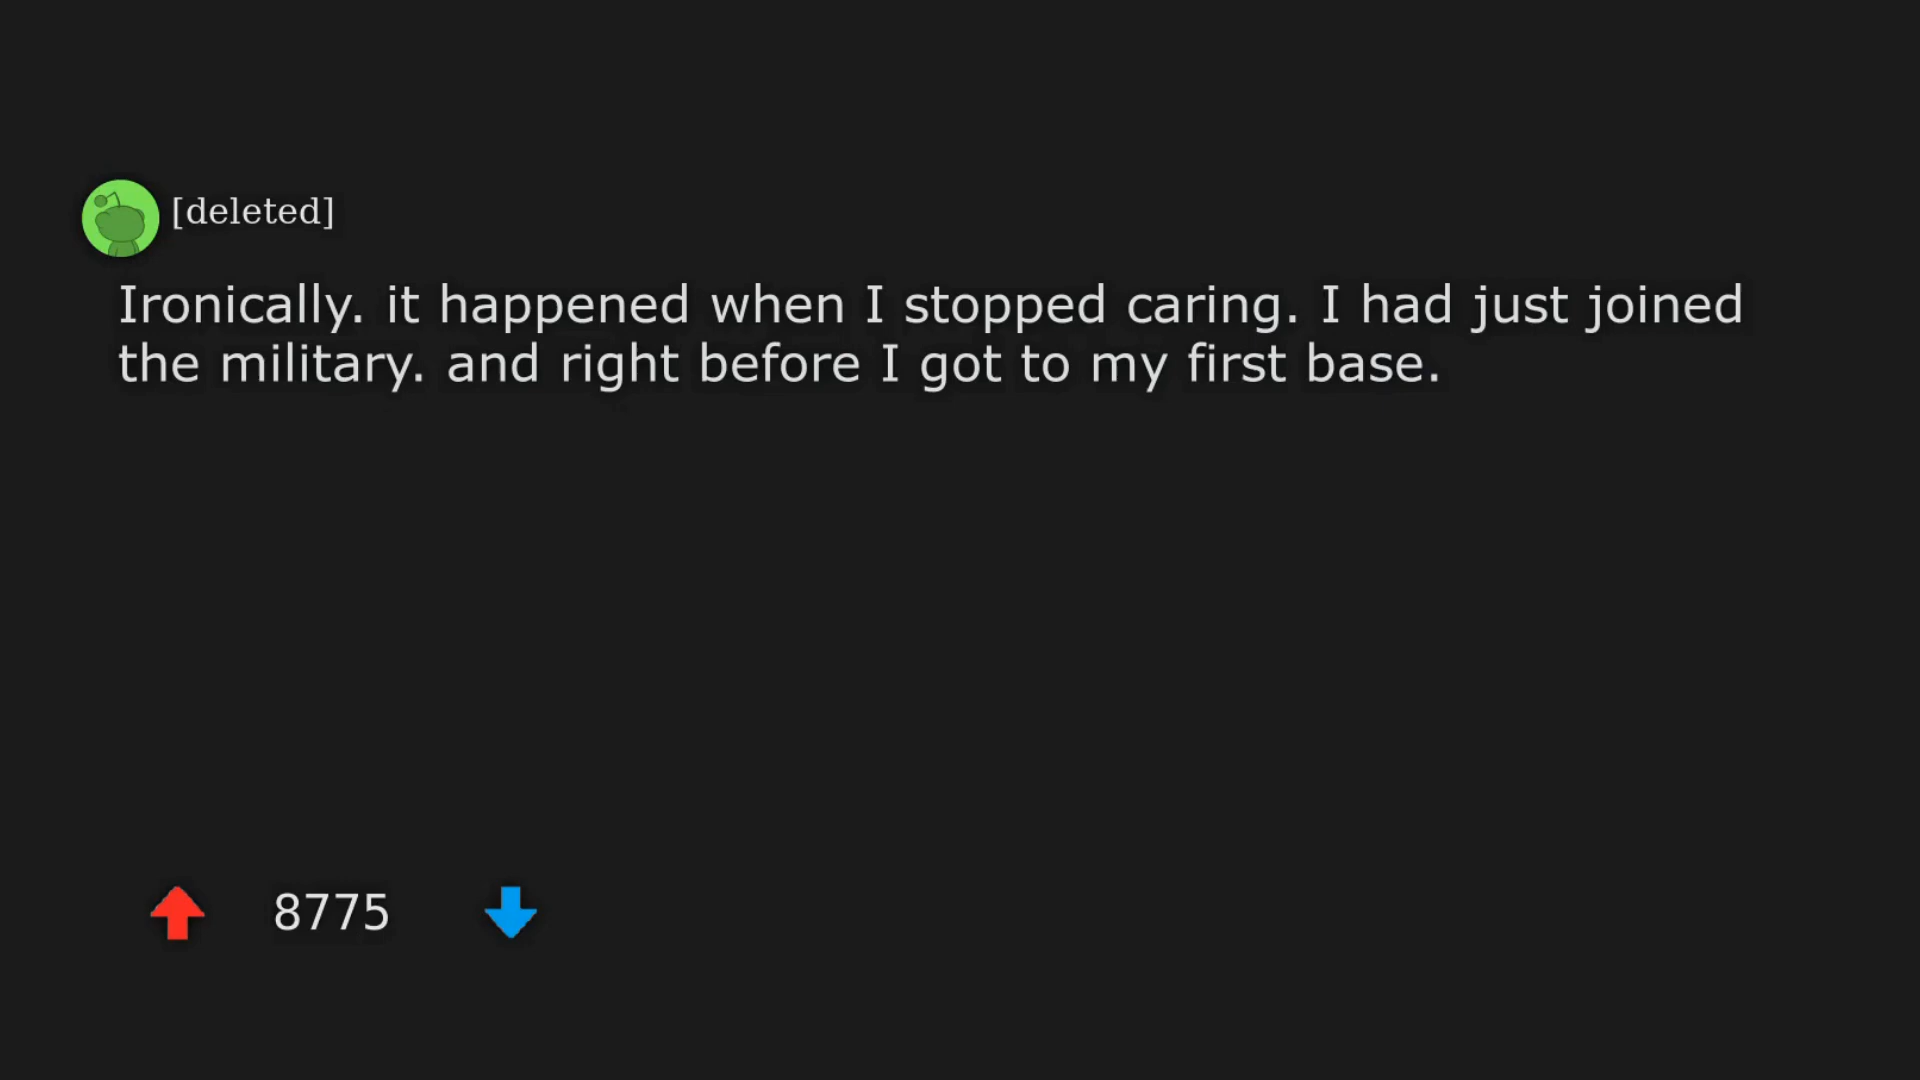 [deleted]
Ironically. it happened when I stopped caring. I had just joined
the military. and right before I got to my first base.
8775